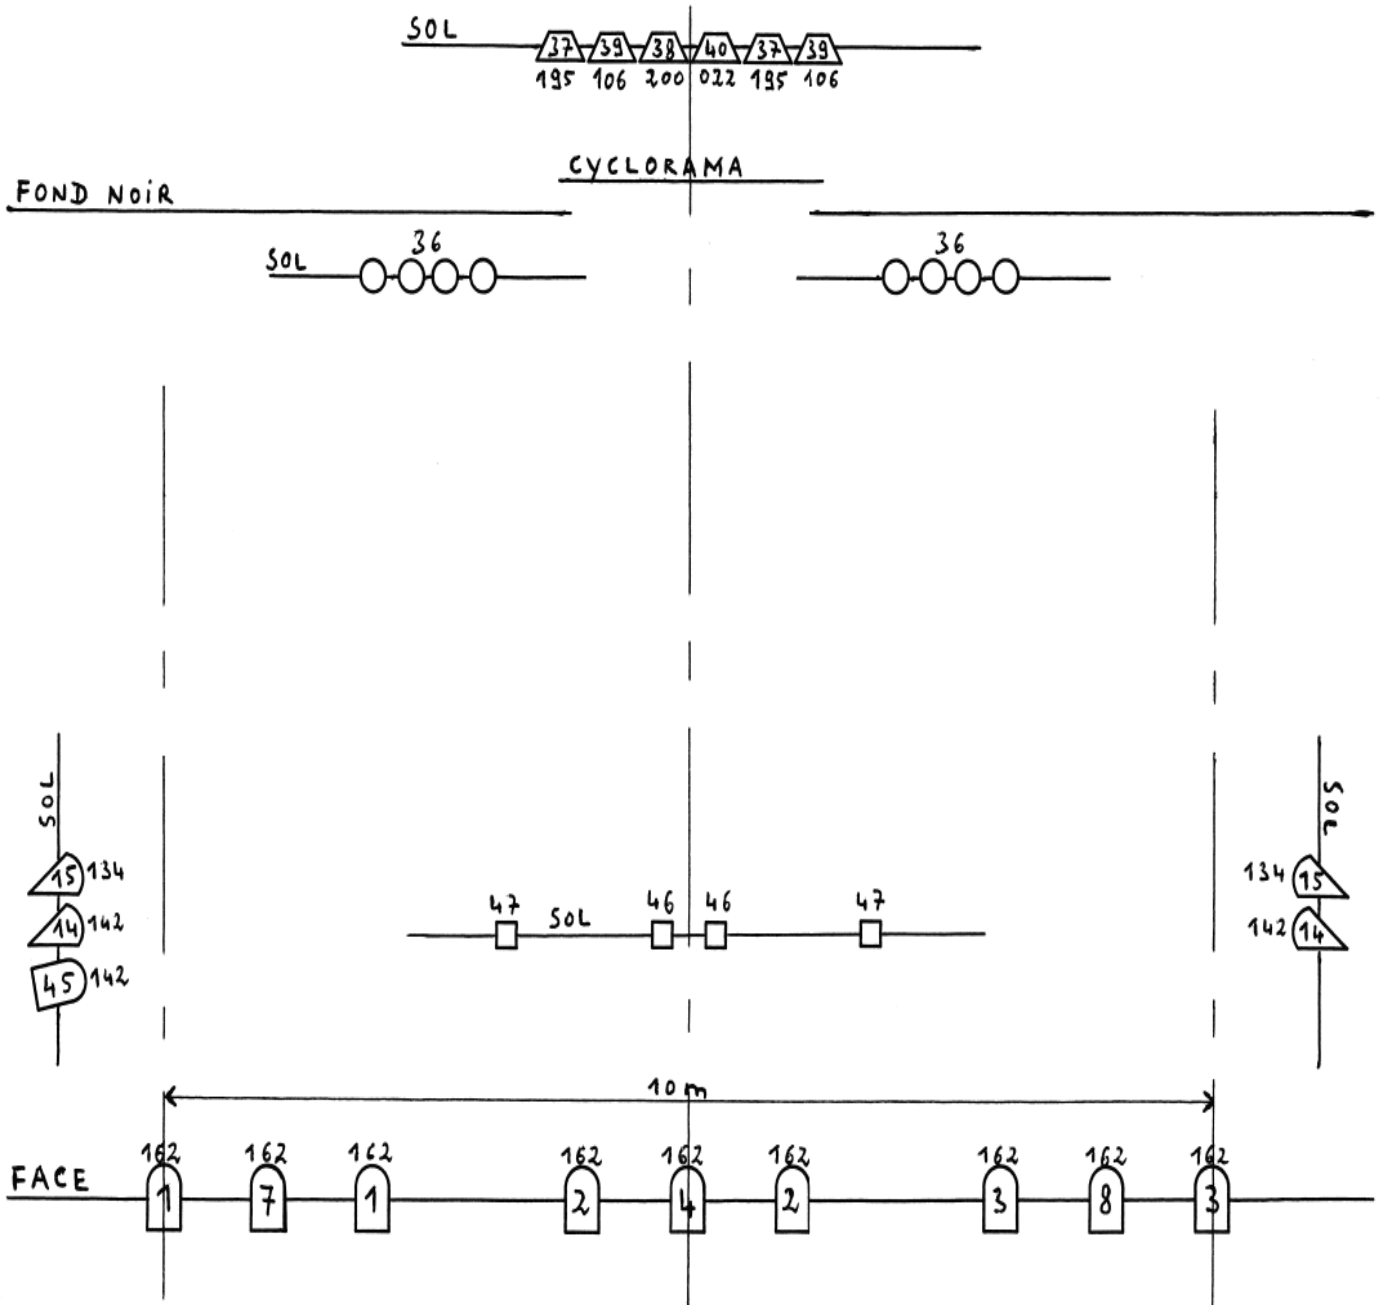 SOL
37 39 38 40 37 39
195 106 200 022 195 106
CYCLORAMA
FOND NOiR
36 36
SOL
SOL SOL
15 134 134 15
14 142 142 14
45 142
47 SOL 46 46 47
10 m
162 162 162 162 162 162 162 162 162
FACE 1 7 1 2 4 2 3 8 3